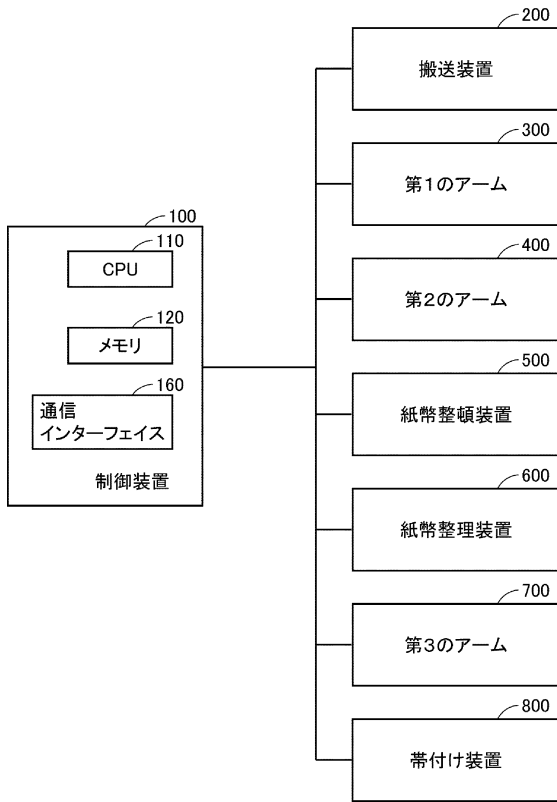 100
110
CPU
120
メモリ
160
通信
インターフェイス
制御装置
200
搬送装置
300
第1のアーム
400
第2のアーム
500
紙幣整頓装置
600
紙幣整理装置
700
第3のアーム
800
帯付け装置